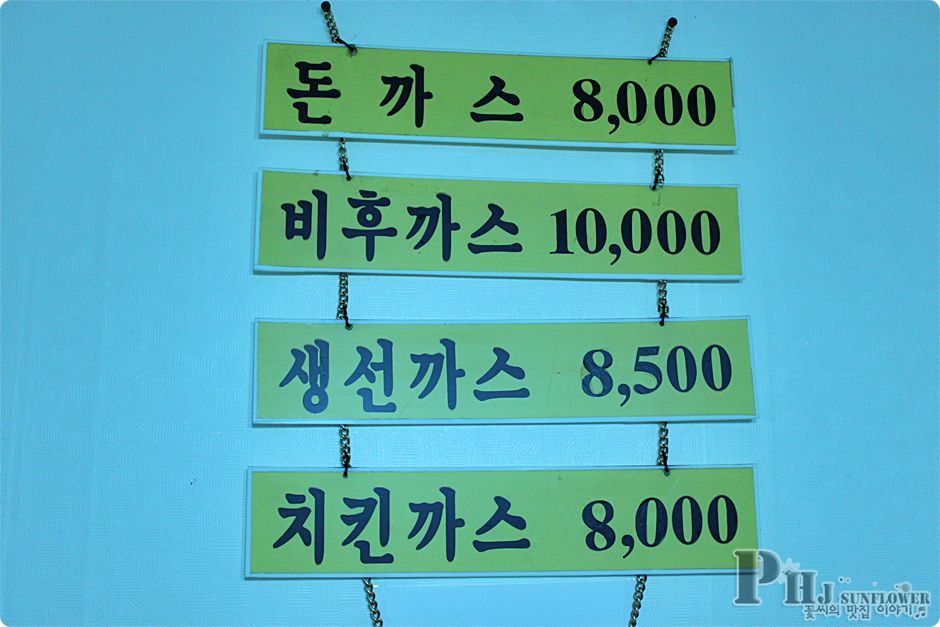 돈까스 8,000
비후까스 10,000
생선까스 8,500
치킨까스 8,000
PHJ SUNFLOWER
꽃씨의 맛집 이야기♬